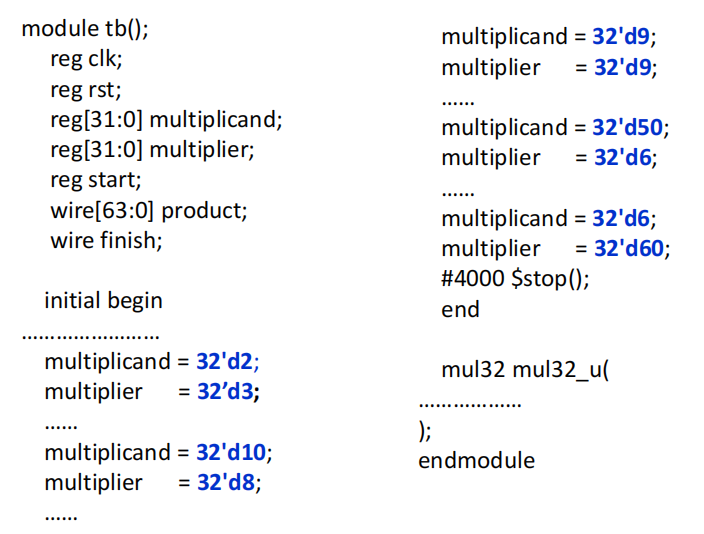 module tb();
reg clk;
reg rst;
reg[31:0] multiplicand;
reg[31:0] multiplier;
reg start;
wire[63:0] product;
wire finish;
initial begin
……………………
multiplicand = 32'd2;
multiplier = 32’d3;
……
multiplicand = 32'd10;
multiplier = 32'd8;
……
multiplicand = 32'd9;
multiplier = 32'd9;
……
multiplicand = 32'd50;
multiplier = 32'd6;
……
multiplicand = 32'd6;
multiplier = 32'd60;
#4000 $stop();
end
mul32 mul32_u(
………………
);
endmodule